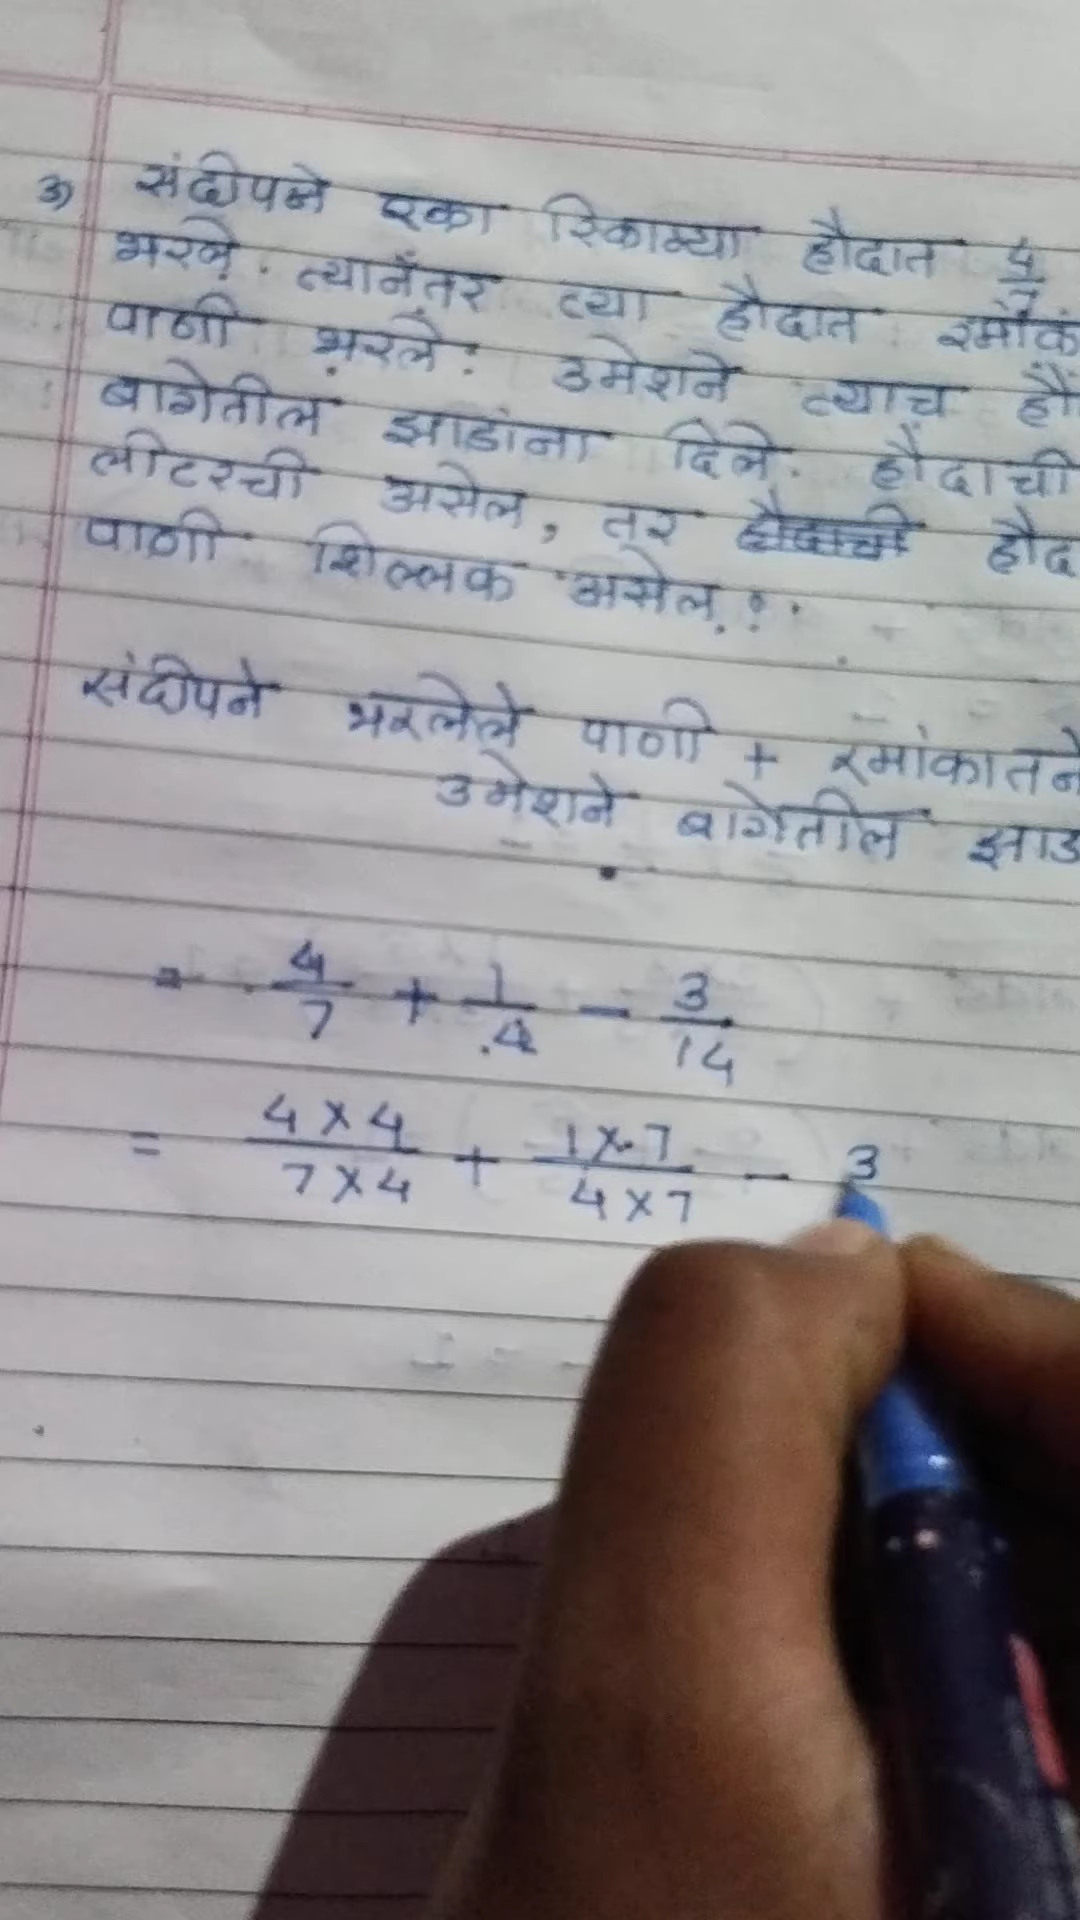 3) संदीपने एका रिकाम्या हौदात 4/7
भरले. त्यानंतर त्या हौदात
पाणी भरले. उमेशने त्याच
बागेतील झाडांना दिले. हौदाची
लीटरची असेल, तर
पाणी शिल्लक असेल ?
संदीपने भरलेले पाणी + रमांकातने
उमेशने बागेतील
= 4/7 + 1/4 - 3/14
= 4×4/7×4 + 1×7/4×7 - 3